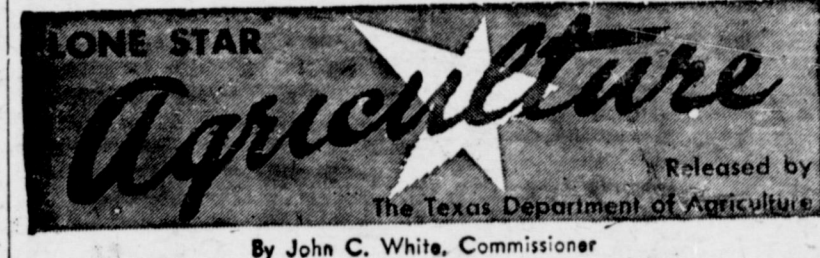 LONE STAR
Agriculture
Released by
The Texas Department of Agriculture
By John C. White, Commissioner